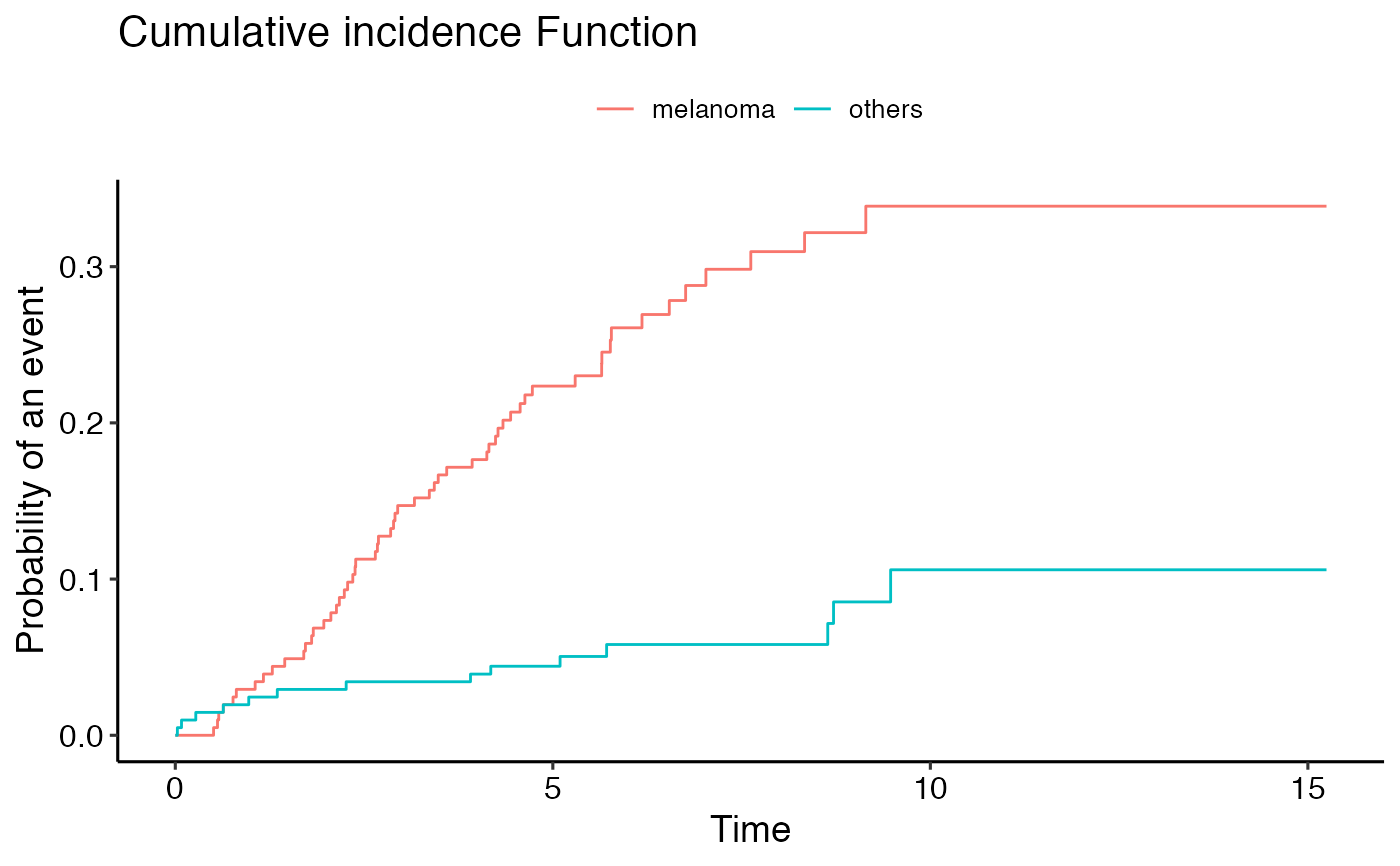 Cumulative incidence Function
melanoma others
Probability of an event
0.3
0.2
0.1
0.0
0 5 10 15
Time